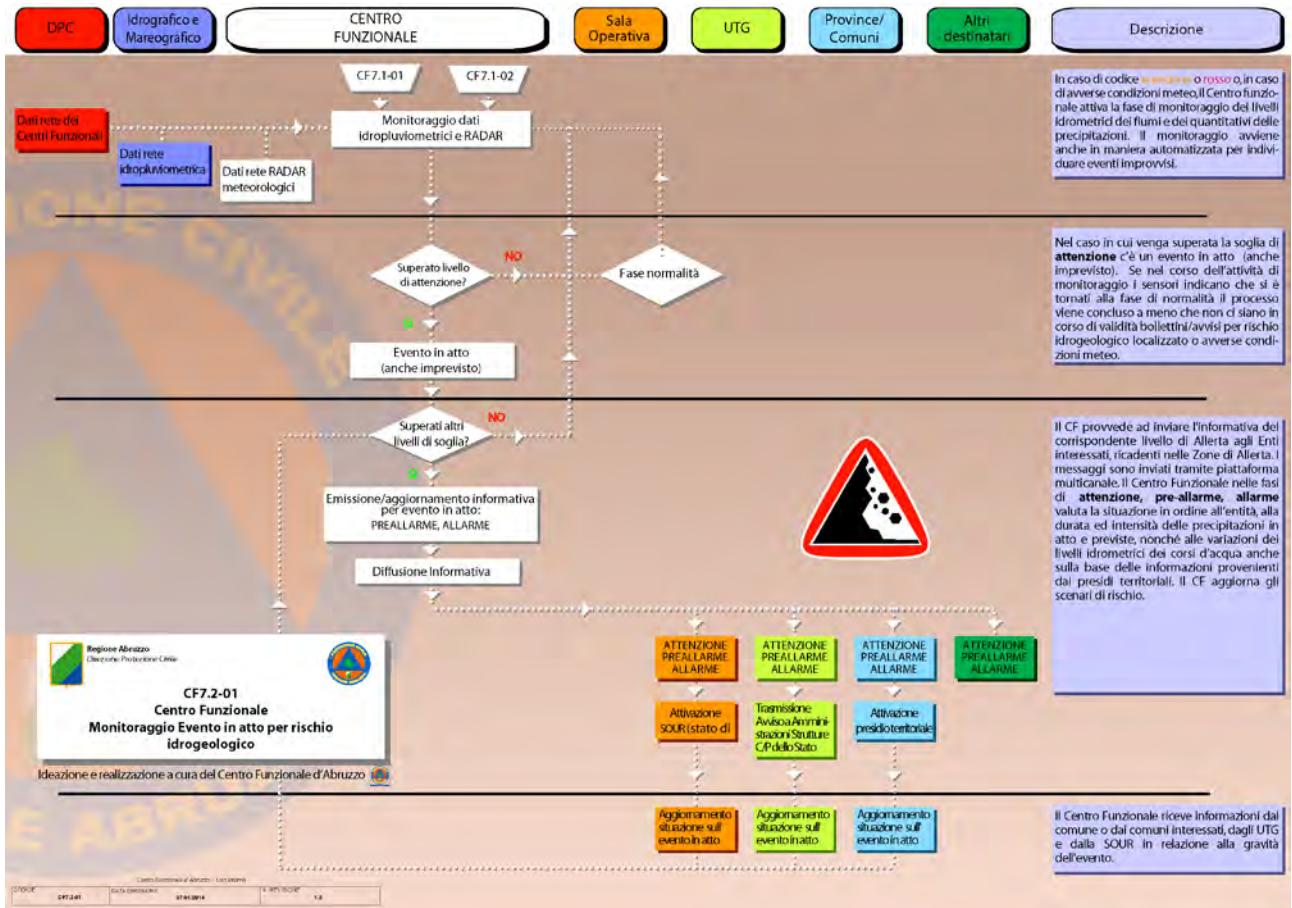 DPC
Idrografico e
Mareografico
CENTRO
FUNZIONALE
Sala
Operativa
UTG
Province/
Comuni
Altri
destinatari
Descrizione
CF7.1-01
CF7.1-02
Dati rete dei
Centri Funzionali
Monitoraggio dati
idropluviometrici e RADAR
Dati rete
idropluviometrica
Dati rete RADAR
meteorologici
In caso di codice o rosso o, in caso
di avverse condizioni meteo, il Centro funzio-
nale attiva la fase di monitoraggio dei livelli
idrometrici dei fiumi e dei quantitativi delle
precipitazioni. Il monitoraggio avviene
anche in maniera automatizzata per indivi-
duare eventi improvvisi.
Superato livello
di attenzione?
NO
Fase normalità
Evento in atto
(anche imprevisto)
Nel caso in cui venga superata la soglia di
attenzione c'è un evento in atto (anche
imprevisto). Se nel corso dell'attività di
monitoraggio i sensori indicano che si è
tornati alla fase di normalità il processo
viene concluso a meno che non ci siano in
corso di validità bollettini/avvisi per rischio
idrogeologico localizzato o avverse condi-
zioni meteo.
Superati altri
livelli di soglia?
NO
Emissione/aggiornamento informativa
per evento in atto:
PREALLARME, ALLARME
Diffusione Informativa
Il CF provvede ad inviare l'informativa del
corrispondente livello di Allerta agli Enti
interessati, ricadenti nelle Zone di Allerta. I
messaggi sono inviati tramite piattaforma
multicanale. Il Centro Funzionale nelle fasi
di attenzione, pre-allarme, allarme
valuta la situazione in ordine all'entità, alla
durata ed intensità delle precipitazioni in
atto e previste, nonché alle variazioni dei
livelli idrometrici dei corsi d'acqua anche
sulla base delle informazioni provenienti
dai presidi territoriali. Il CF aggiorna gli
scenari di rischio.
ATTENZIONE
PREALLARME
ALLARME
ATTENZIONE
PREALLARME
ALLARME
ATTENZIONE
PREALLARME
ALLARME
ATTENZIONE
PREALLARME
ALLARME
Attivazione
SOUR (stato di
Trasmissione
Avviso a Ammini-
strazioni Strutture
C/P dello Stato
Attivazione
presidio territoriale
Regione Abruzzo
Direzione Protezione Civile
CF7.2-01
Centro Funzionale
Monitoraggio Evento in atto per rischio
idrogeologico
Ideazione e realizzazione a cura del Centro Funzionale d'Abruzzo
Aggiornamento
situazione sull'
evento in atto
Aggiornamento
situazione sull'
evento in atto
Aggiornamento
situazione sull'
evento in atto
Il Centro Funzionale riceve informazioni dal
comune o dai comuni interessati, dagli UTG
e dalla SOUR in relazione alla gravità
dell'evento.
CF7.2-01